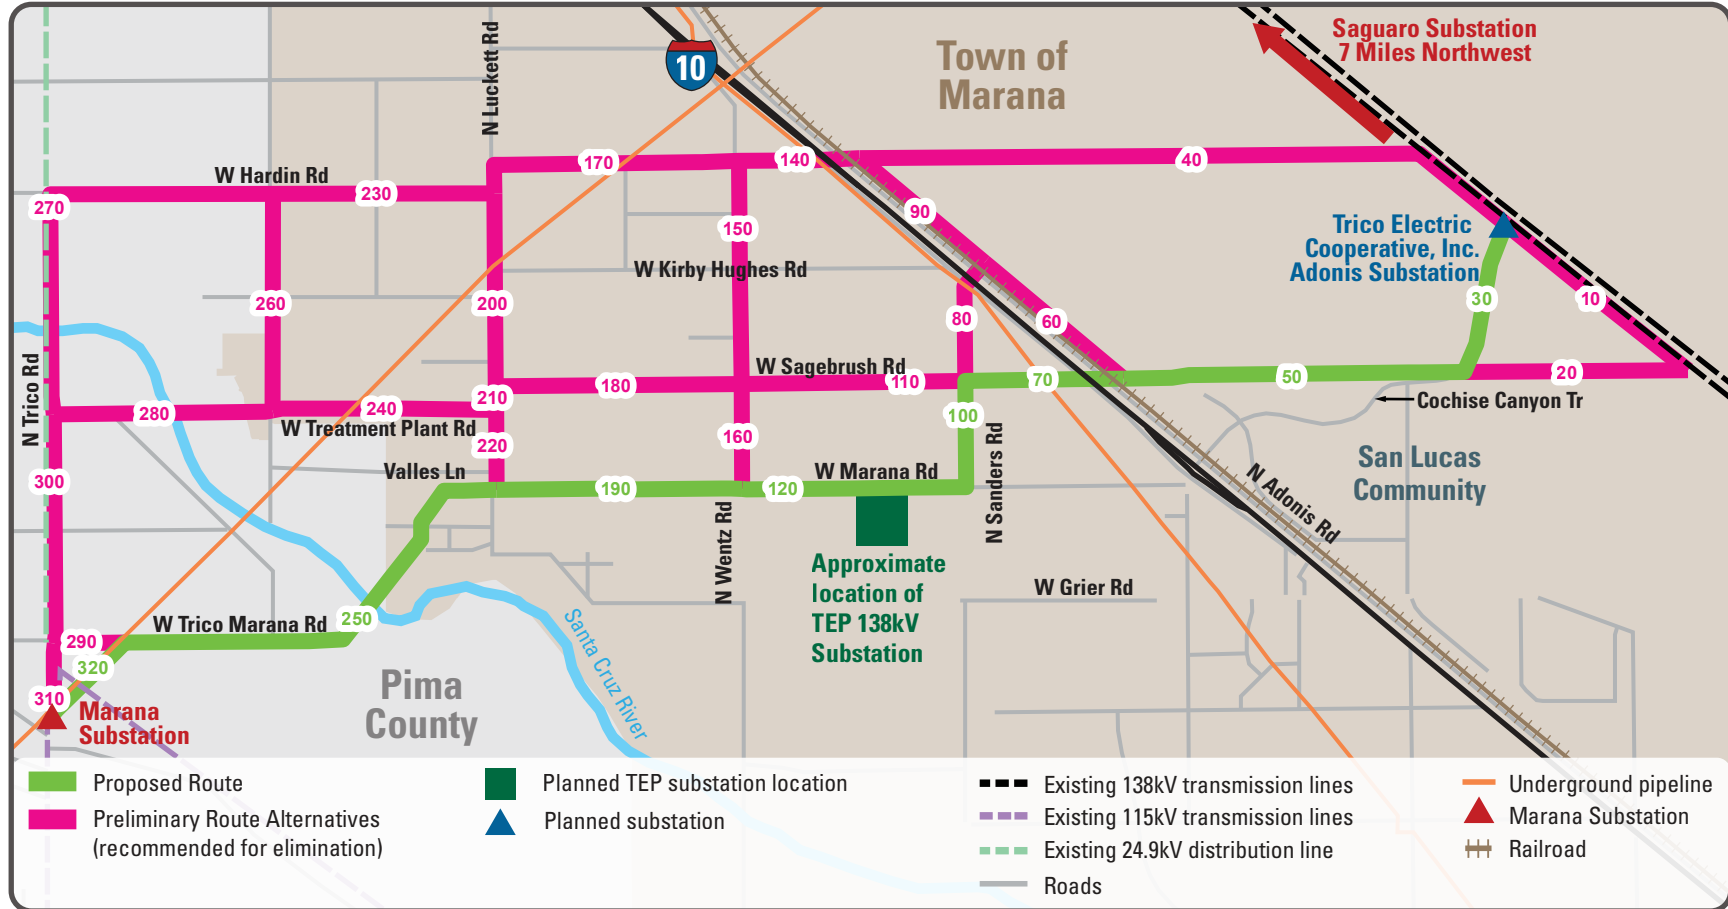 Saguaro Substation
7 Miles Northwest
Town of
Marana
N Luckett Rd
10
170
140
40
W Hardin Rd
230
270
90
150
Trico Electric
Cooperative, Inc.
Adonis Substation
W Kirby Hughes Rd
260
200
80
60
30
10
N Trico Rd
W Sagebrush Rd
180
110
70
50
20
210
280
240
W Treatment Plant Rd
100
Cochise Canyon Tr
220
160
Valles Ln
W Marana Rd
N Sanders Rd
San Lucas
Community
N Adonis Rd
300
190
120
N Wentz Rd
Approximate
location of
TEP 138kV
Substation
W Grier Rd
250
W Trico Marana Rd
Santa Cruz River
290
320
310
Marana
Substation
Pima
County
Proposed Route
Preliminary Route Alternatives
(recommended for elimination)
Planned TEP substation location
Planned substation
Existing 138kV transmission lines
Existing 115kV transmission lines
Existing 24.9kV distribution line
Roads
Underground pipeline
Marana Substation
Railroad